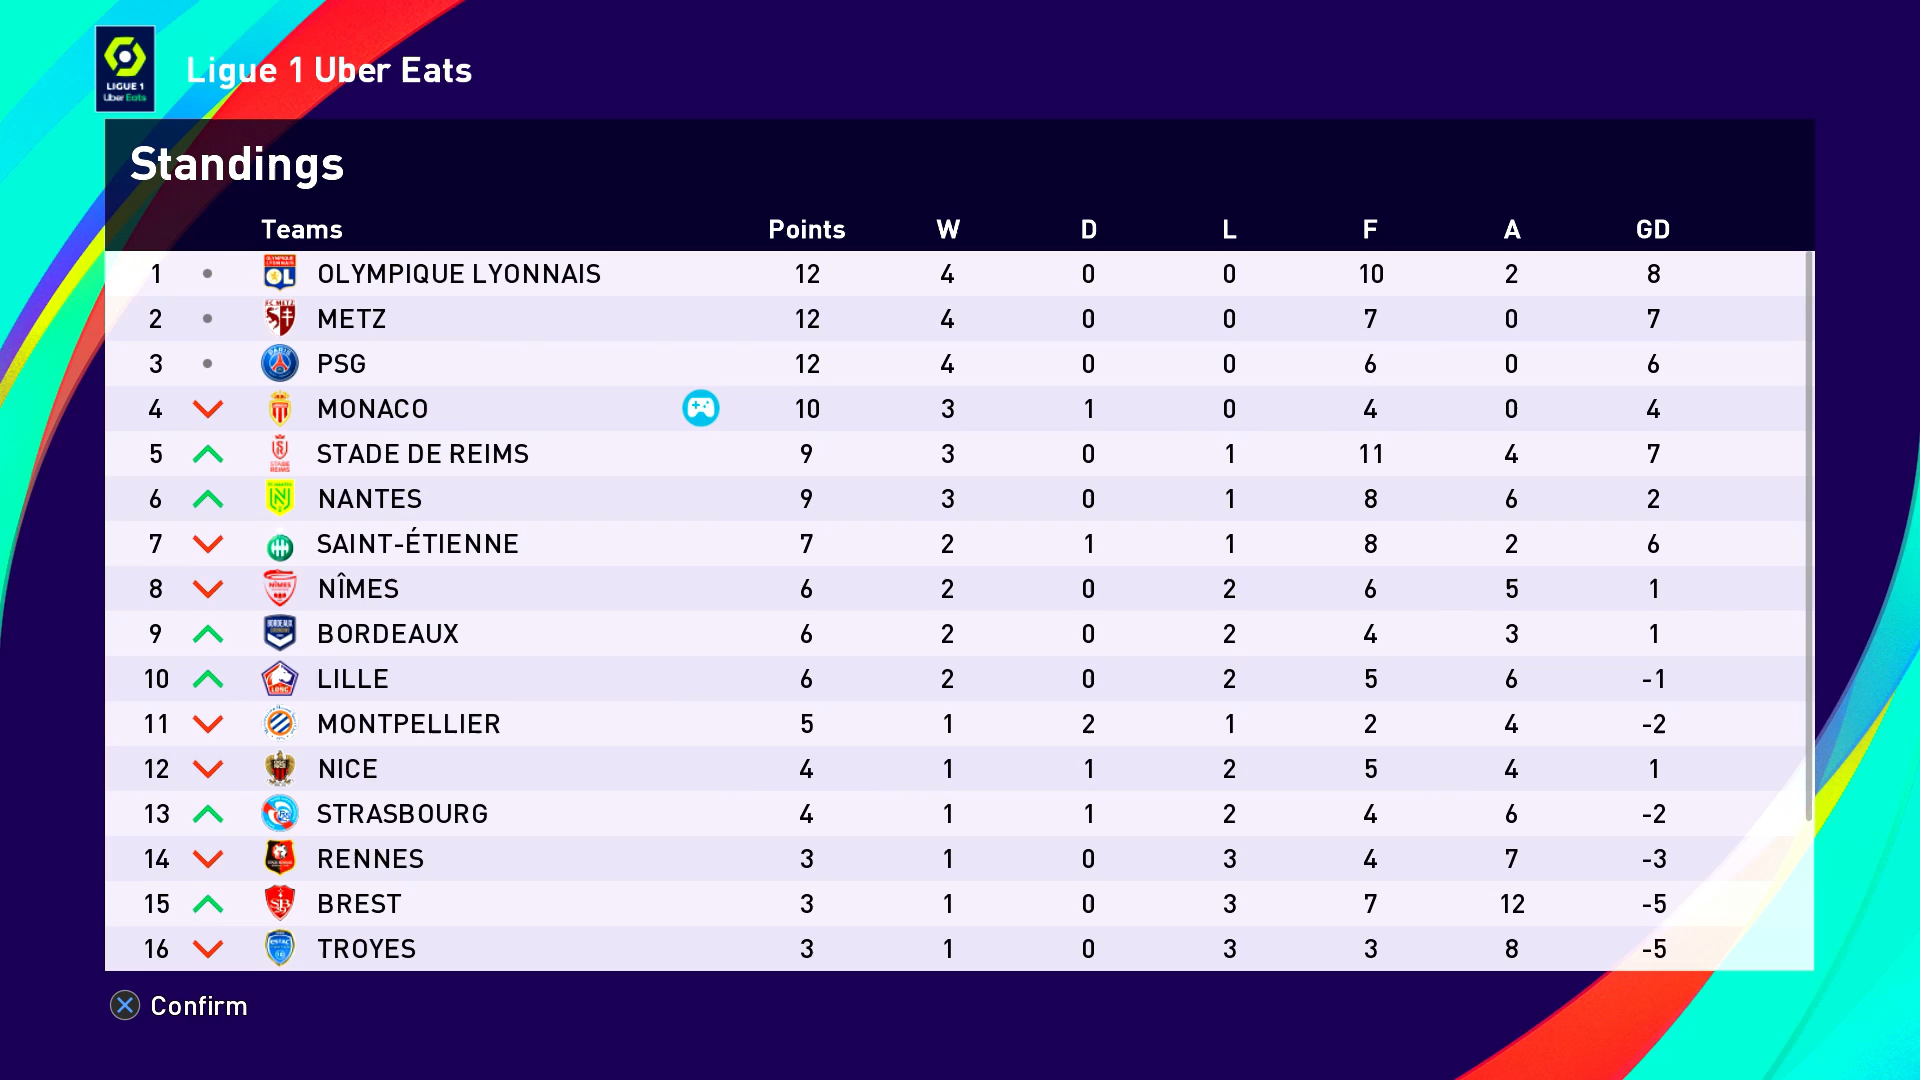 LIGUE 1
Uber Eats
Ligue 1 Uber Eats
Standings
Teams Points W D L F A GD
1 OLYMPIQUE LYONNAIS 12 4 0 0 10 2 8
2 METZ 12 4 0 0 7 0 7
3 PSG 12 4 0 0 6 0 6
4 MONACO 10 3 1 0 4 0 4
5 STADE DE REIMS 9 3 0 1 11 4 7
6 NANTES 9 3 0 1 8 6 2
7 SAINT-ÉTIENNE 7 2 1 1 8 2 6
8 NÎMES 6 2 0 2 6 5 1
9 BORDEAUX 6 2 0 2 4 3 1
10 LILLE 6 2 0 2 5 6 -1
11 MONTPELLIER 5 1 2 1 2 4 -2
12 NICE 4 1 1 2 5 4 1
13 STRASBOURG 4 1 1 2 4 6 -2
14 RENNES 3 1 0 3 4 7 -3
15 BREST 3 1 0 3 7 12 -5
16 TROYES 3 1 0 3 3 8 -5
Confirm